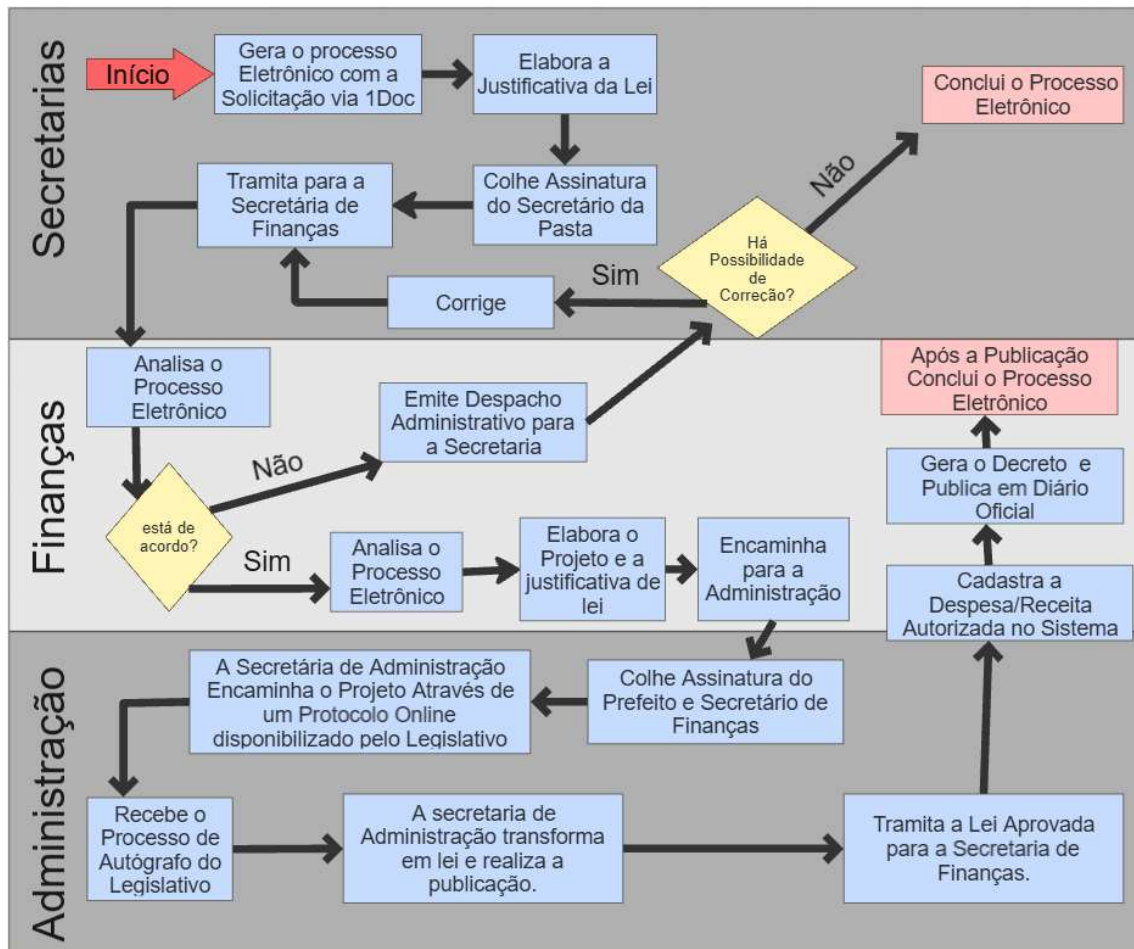 Secretarias
Início
Gera o processo
Eletrônico com a
Solicitação via 1Doc
Elabora a
Justificativa da Lei
Conclui o Processo
Eletrônico
Tramita para a
Secretária de
Finanças
Colhe Assinatura
do Secretário da
Pasta
Não
Há
Possibilidade
de
Correção?
Sim
Corrige
Finanças
Analisa o
Processo
Eletrônico
Emite Despacho
Administrativo para
a Secretaria
Após a Publicação
Conclui o Processo
Eletrônico
Não
Gera o Decreto e
Publica em Diário
Oficial
está de
acordo?
Sim
Analisa o
Processo
Eletrônico
Elabora o
Projeto e a
justificativa de
lei
Encaminha
para a
Administração
Cadastra a
Despesa/Receita
Autorizada no Sistema
Administração
A Secretária de Administração
Encaminha o Projeto Através de
um Protocolo Online
disponibilizado pelo Legislativo
Colhe Assinatura do
Prefeito e Secretário de
Finanças
Recebe o
Processo de
Autógrafo do
Legislativo
A secretaria de
Administração transforma
em lei e realiza a
publicação.
Tramita a Lei Aprovada
para a Secretaria de
Finanças.